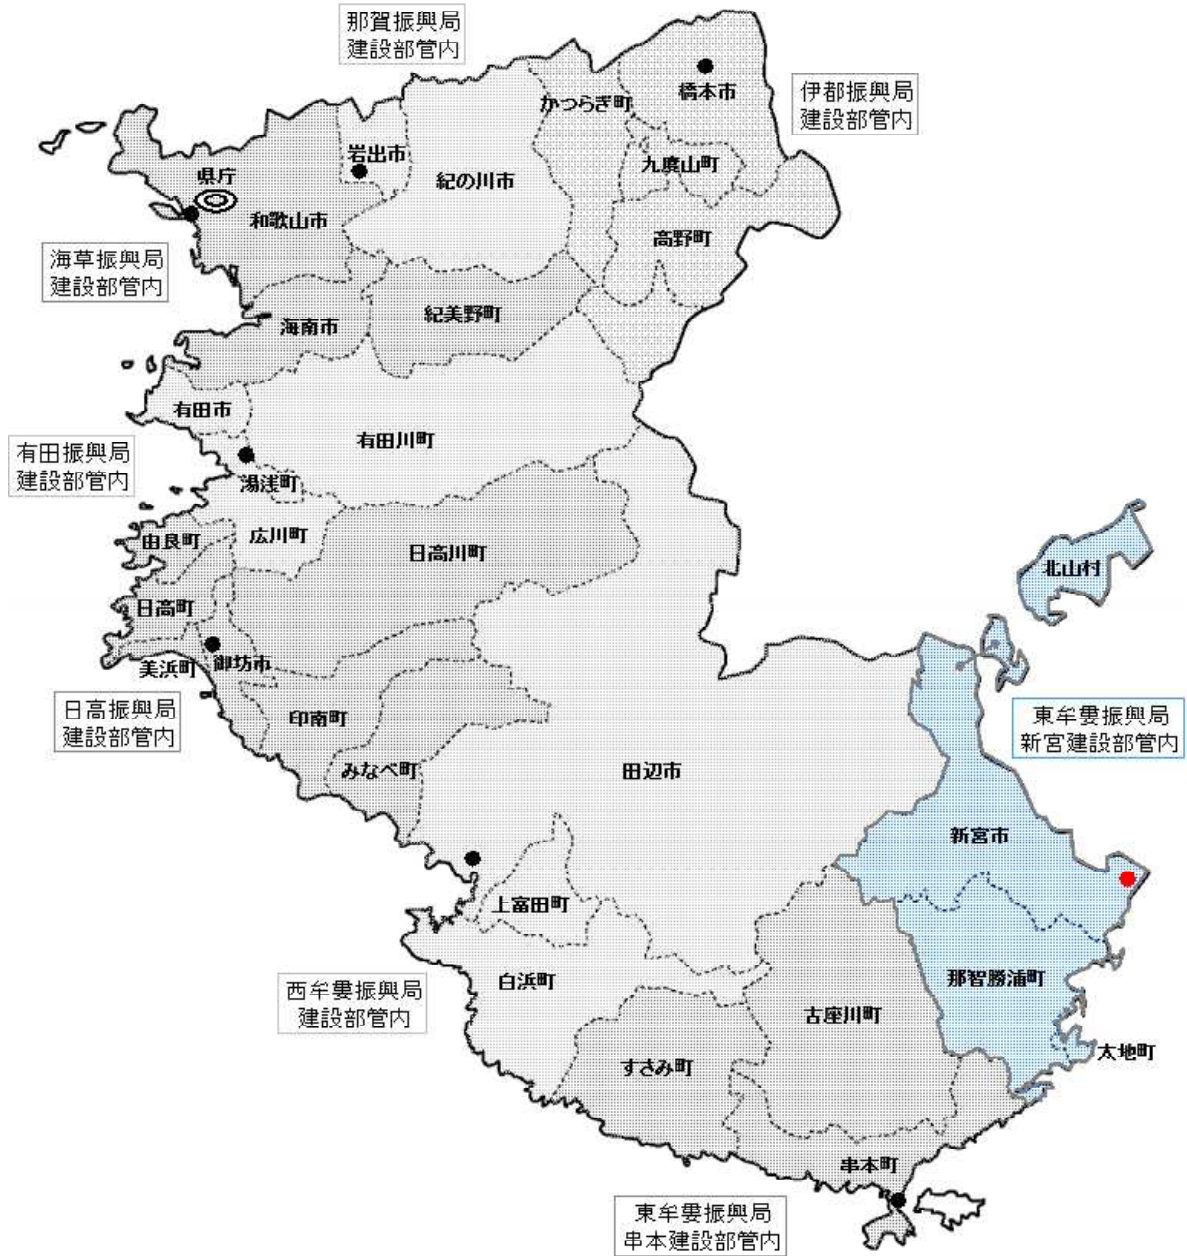 那賀振興局
建設部管内
伊都振興局
建設部管内
かつらぎ町
橋本市
岩出市
紀の川市
九度山町
県庁
和歌山市
高野町
海草振興局
建設部管内
海南市
紀美野町
有田市
有田川町
有田振興局
建設部管内
湯浅町
広川町
由良町
日高川町
北山村
日高町
美浜町
御坊市
日高振興局
建設部管内
印南町
みなべ町
田辺市
東牟婁振興局
新宮建設部管内
新宮市
上富田町
白浜町
西牟婁振興局
建設部管内
那智勝浦町
古座川町
すさみ町
太地町
串本町
東牟婁振興局
串本建設部管内